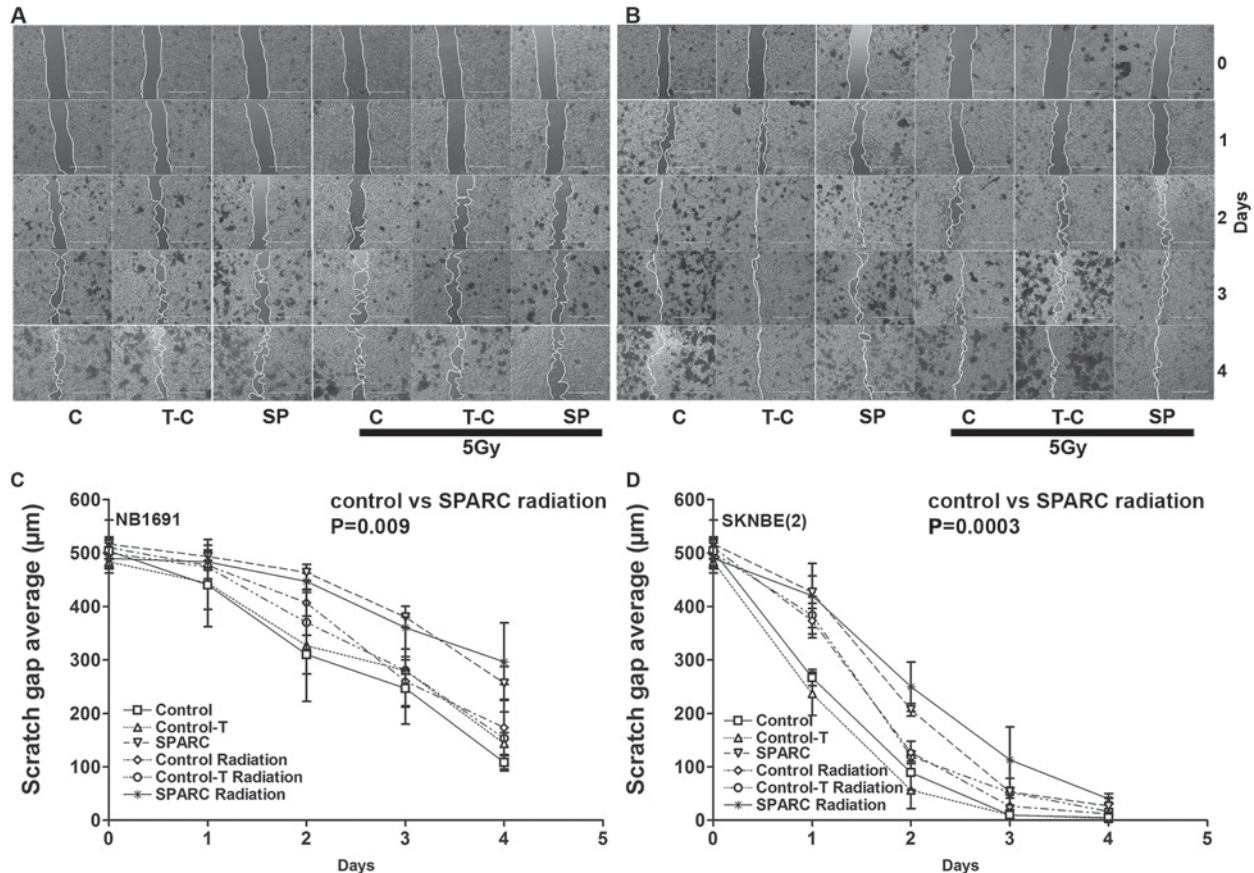 A
B
0
1
2
3
4
Days
C T-C SP C T-C SP
5Gy
C T-C SP C T-C SP
5Gy
C
control vs SPARC radiation
P=0.009
NB1691
Scratch gap average (µm)
600
500
400
300
200
100
0
Control
Control-T
SPARC
Control Radiation
Control-T Radiation
SPARC Radiation
0 1 2 3 4 5
Days
D
control vs SPARC radiation
P=0.0003
SKNBE(2)
Scratch gap average (µm)
600
500
400
300
200
100
0
Control
Control-T
SPARC
Control Radiation
Control-T Radiation
SPARC Radiation
0 1 2 3 4 5
Days